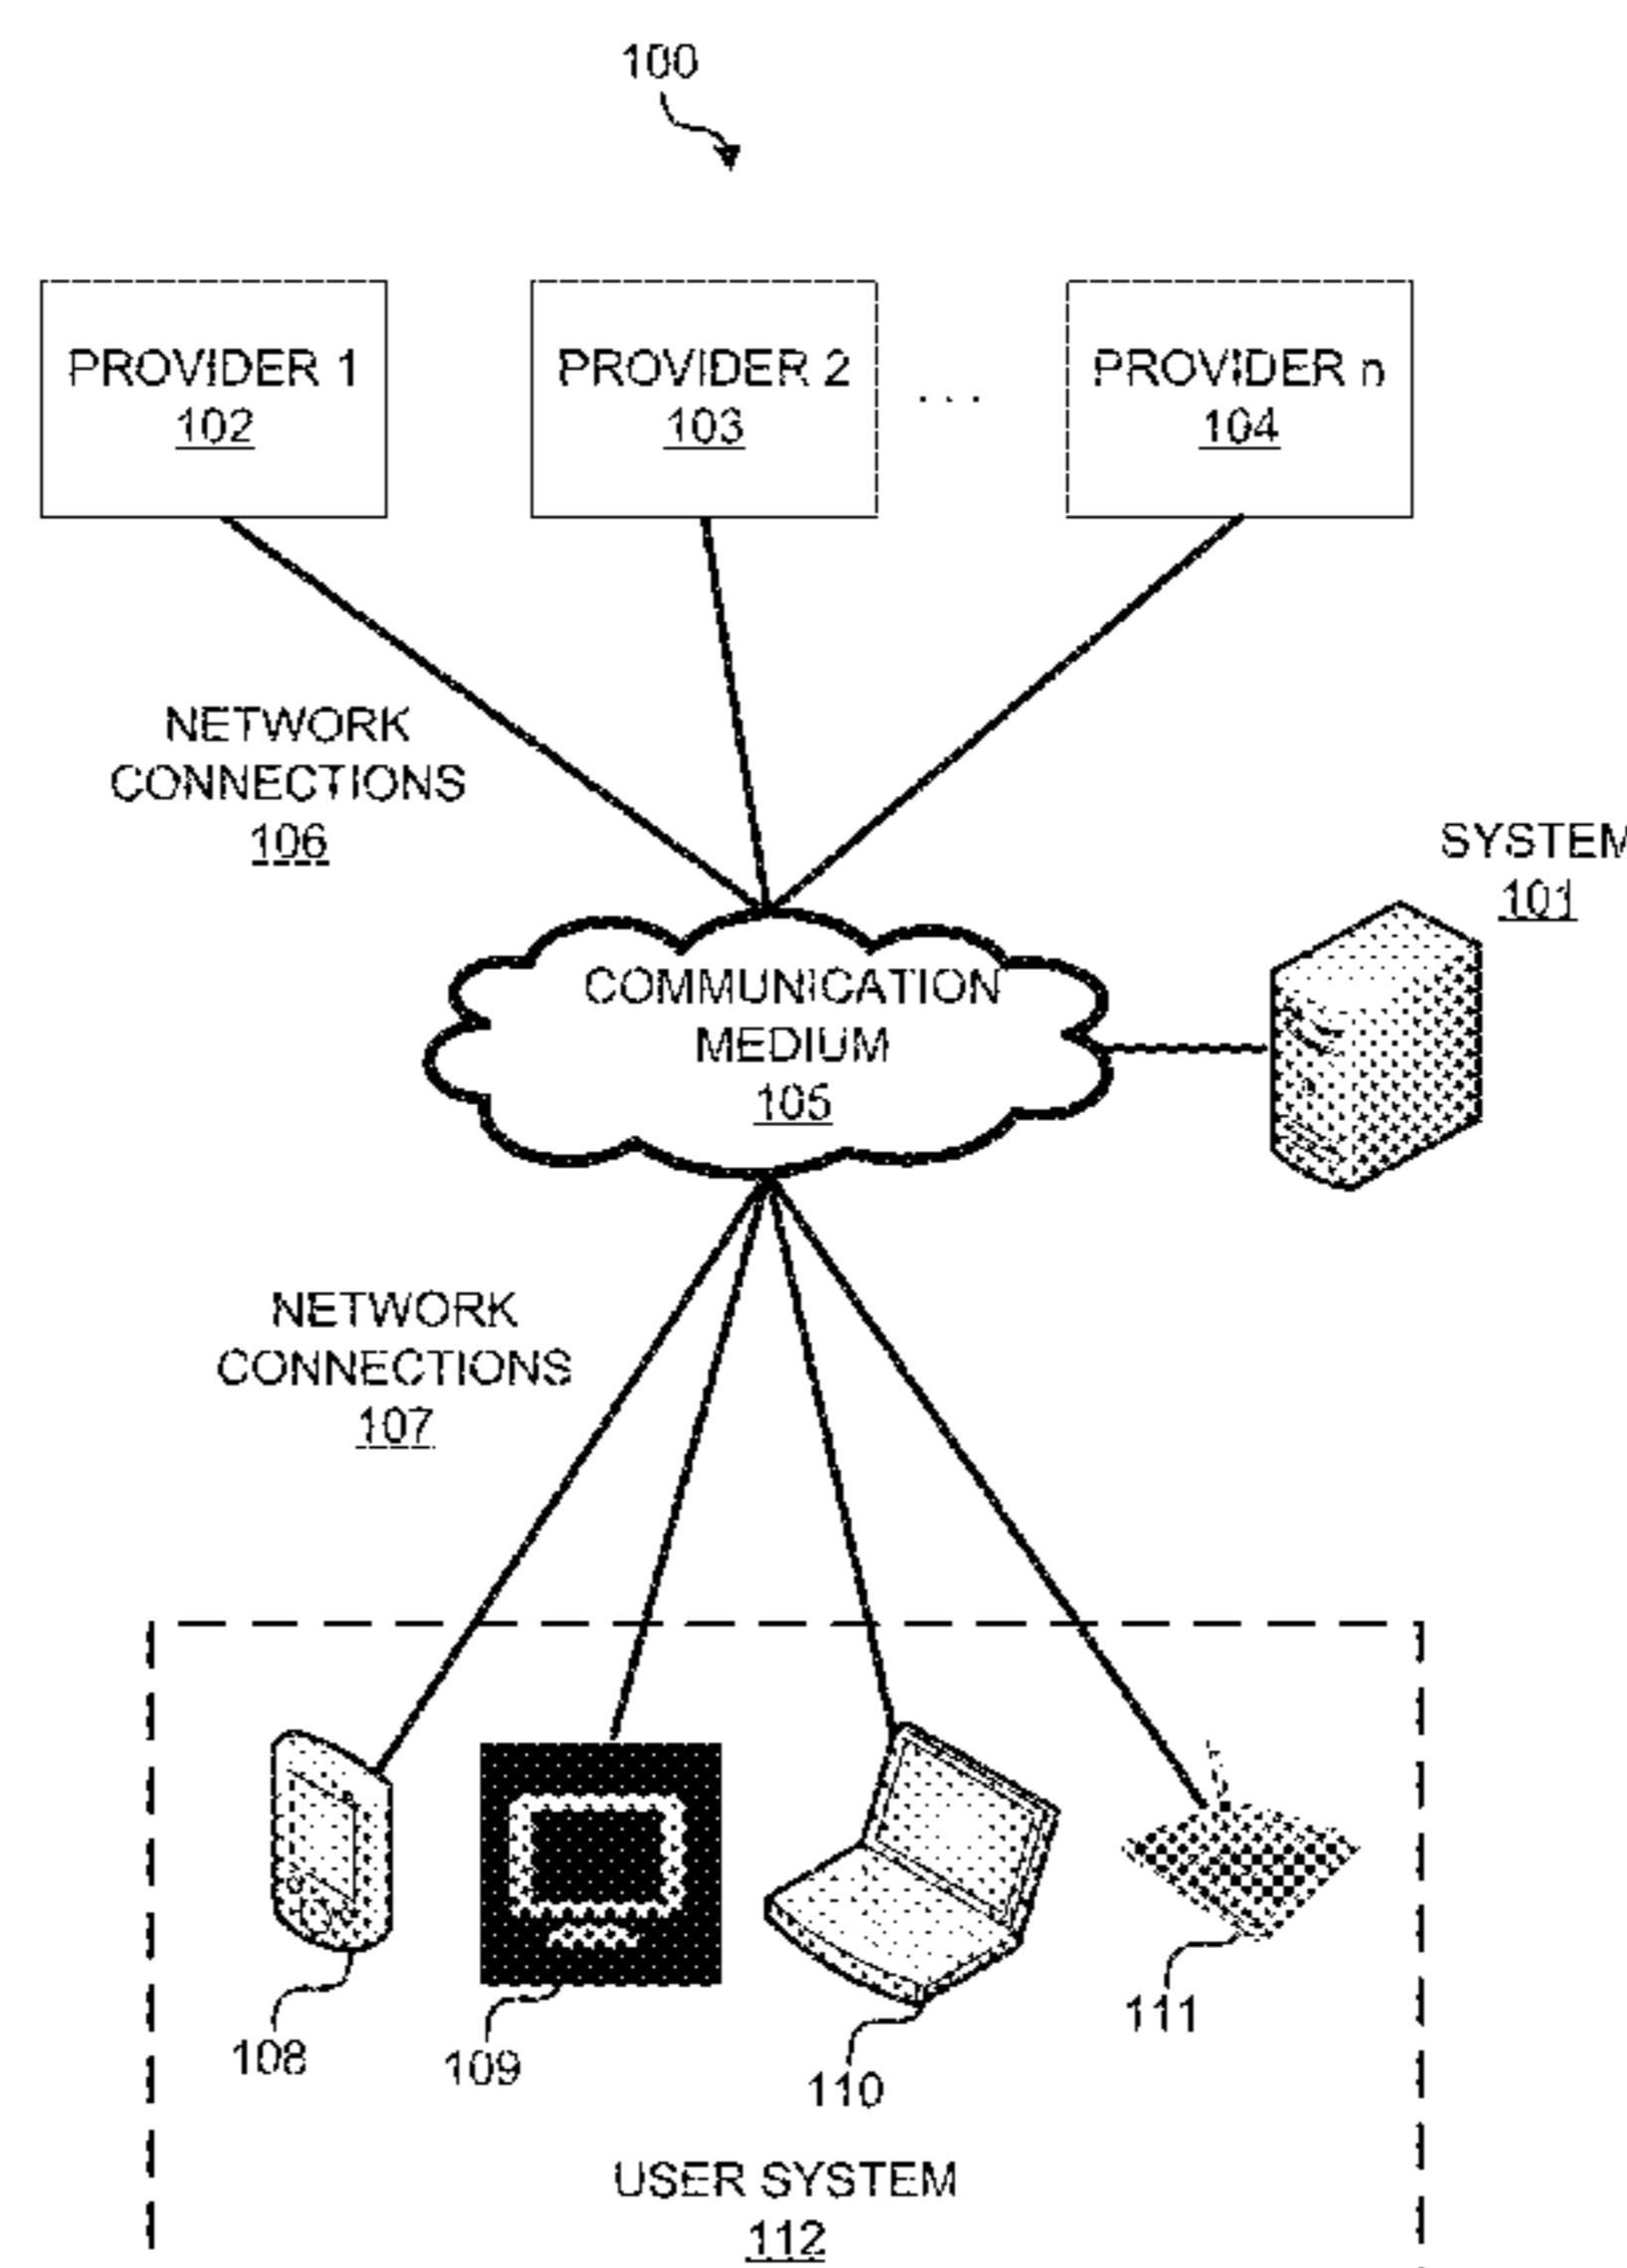 100
PROVIDER 1
102
PROVIDER 2
103
. . .
PROVIDER n
104
NETWORK
CONNECTIONS
106
SYSTEM
101
COMMUNICATION
MEDIUM
105
NETWORK
CONNECTIONS
107
108
109
110
111
USER SYSTEM
112